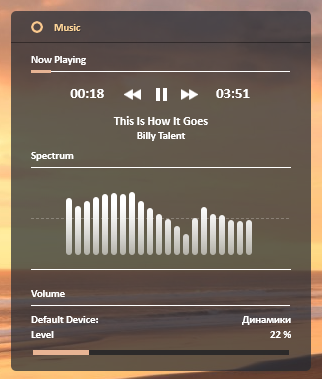 Music
Now Playing
00:18 03:51
This Is How It Goes
Billy Talent
Spectrum
Volume
Default Device: Динамики
Level 22 %